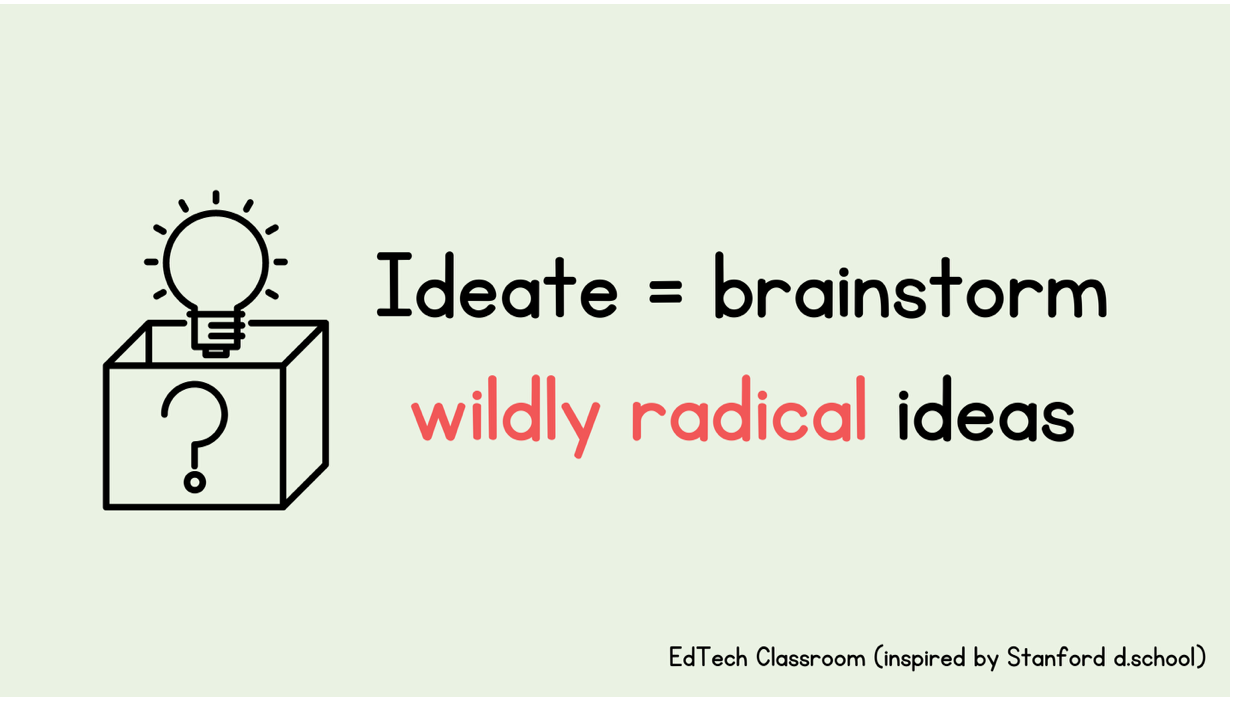 Ideate = brainstorm
wildly radical ideas
?
EdTech Classroom (inspired by Stanford d.school)